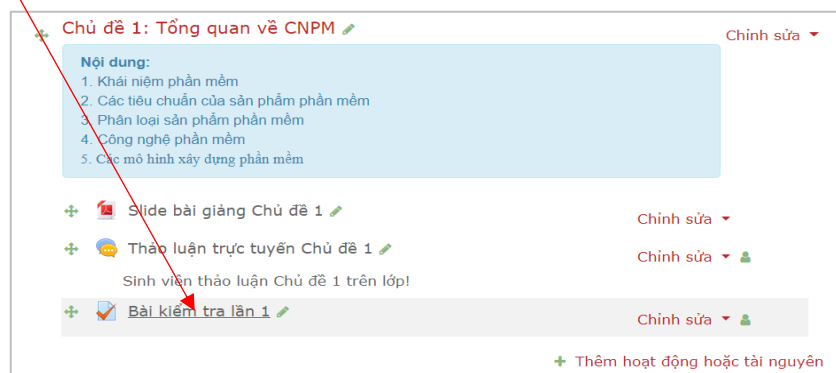 Chủ đề 1: Tổng quan về CNPM
Chỉnh sửa
Nội dung:
1. Khái niệm phần mềm
2. Các tiêu chuẩn của sản phẩm phần mềm
3. Phân loại sản phẩm phần mềm
4. Công nghệ phần mềm
5. Các mô hình xây dựng phần mềm
Slide bài giảng Chủ đề 1
Chỉnh sửa
Thảo luận trực tuyến Chủ đề 1
Chỉnh sửa
Sinh viên thảo luận Chủ đề 1 trên lớp!
Bài kiểm tra lần 1
Chỉnh sửa
Thêm hoạt động hoặc tài nguyên